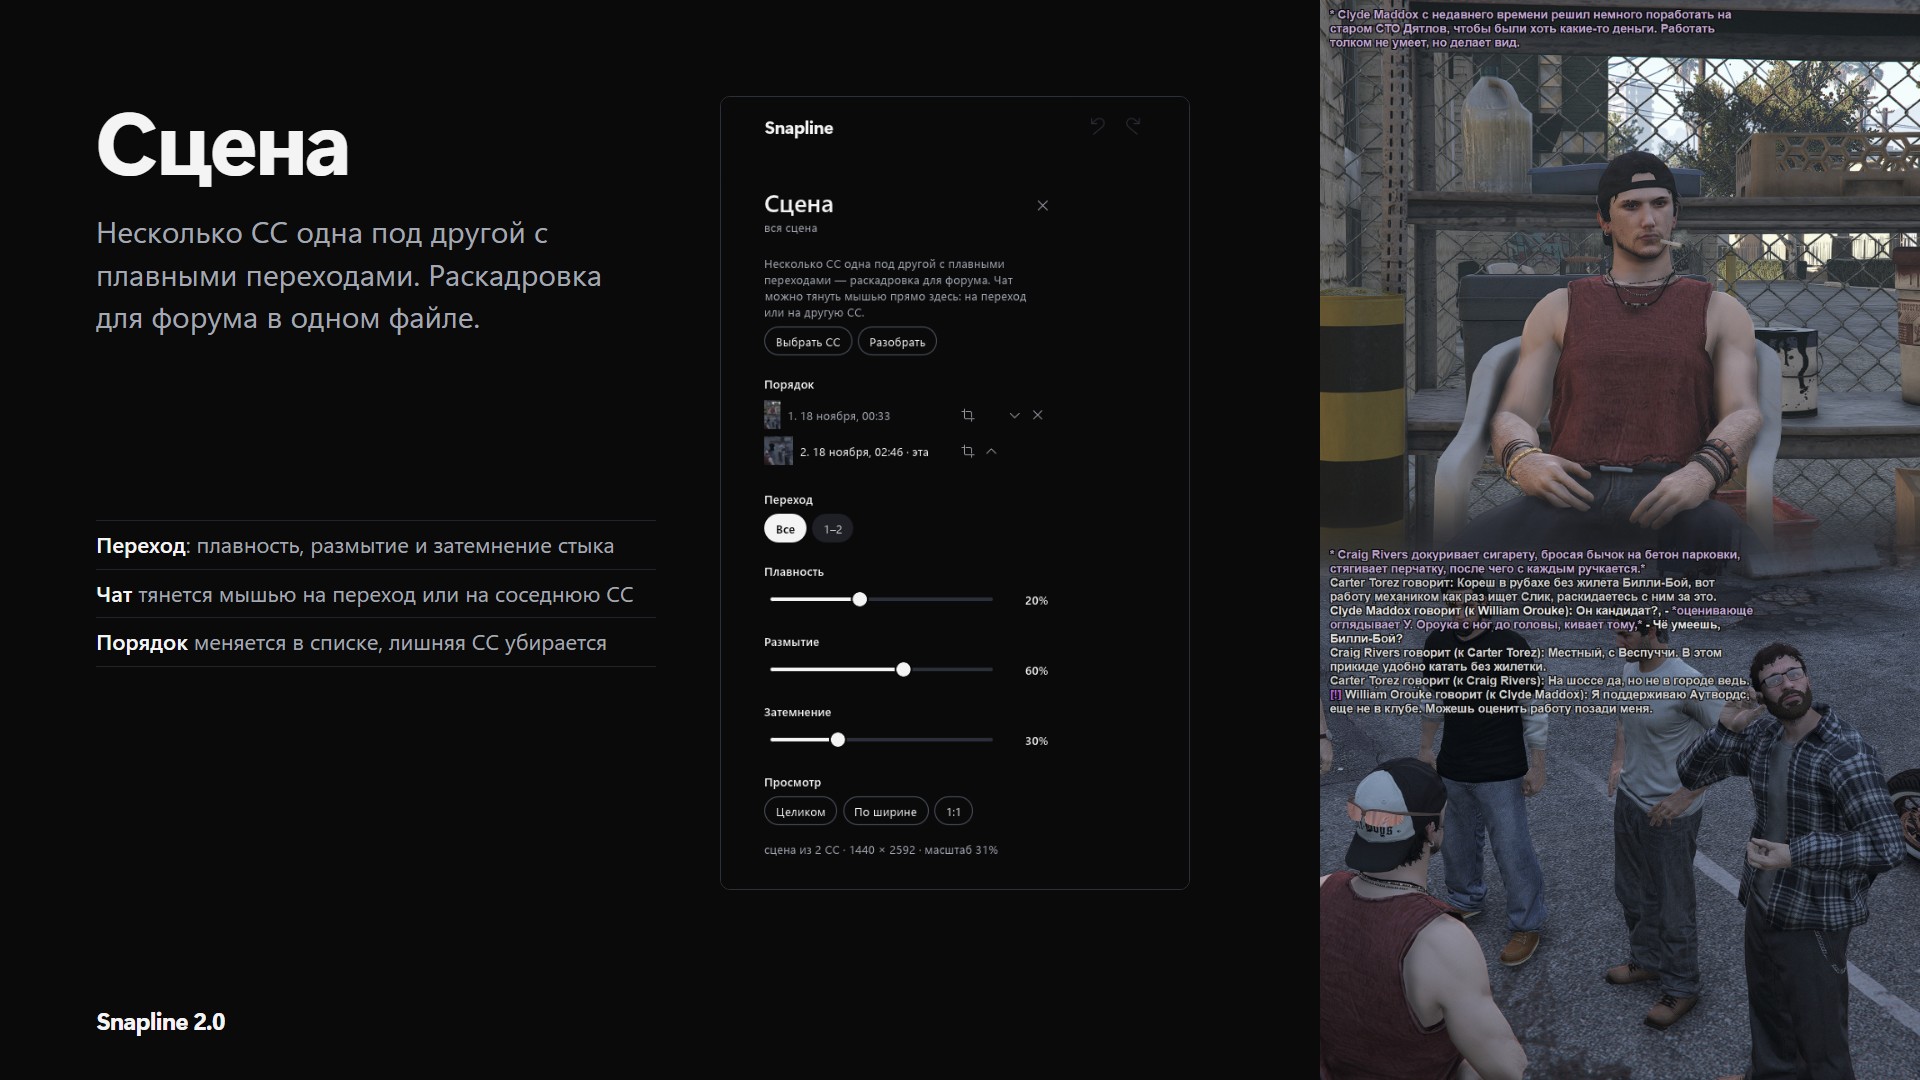 Сцена
Несколько СС одна под другой с
плавными переходами. Раскадровка
для форума в одном файле.
Переход: плавность, размытие и затемнение стыка
Чат тянется мышью на переход или на соседнюю СС
Порядок меняется в списке, лишняя СС убирается
Snapline 2.0
Snapline
Сцена
вся сцена
Несколько СС одна под другой с плавными
переходами — раскадровка для форума. Чат
можно тянуть мышью прямо здесь: на переход
или на другую СС.
Выбрать СС
Разобрать
Порядок
1. 18 ноября, 00:33
2. 18 ноября, 02:46 · эта
Переход
Все
1–2
Плавность
20%
Размытие
60%
Затемнение
30%
Просмотр
Целиком
По ширине
1:1
сцена из 2 СС · 1440 × 2592 · масштаб 31%
* Clyde Maddox с недавнего времени решил немного поработать на
старом СТО Дятлов, чтобы были хоть какие-то деньги. Работать
толком не умеет, но делает вид.
* Craig Rivers докуривает сигарету, бросая бычок на бетон парковки,
стягивает перчатку, после чего с каждым ручкается.*
Carter Torez говорит: Кореш в рубахе без жилета Билли-Бой, вот
работу механиком как раз ищет Слик, раскидаетесь с ним за это.
Clyde Maddox говорит (к William Orouke): Он кандидат?, - *оценивающе
оглядывает У. Ороука с ног до головы, кивает тому,* - Чё умеешь,
Билли-Бой?
Craig Rivers говорит (к Carter Torez): Местный, с Веспуччи. В этом
прикиде удобно катать без жилетки.
Carter Torez говорит (к Craig Rivers): На шоссе да, но не в городе ведь.
[!] William Orouke говорит (к Clyde Maddox): Я поддерживаю Аутвордс,
еще не в клубе. Можешь оценить работу позади меня.